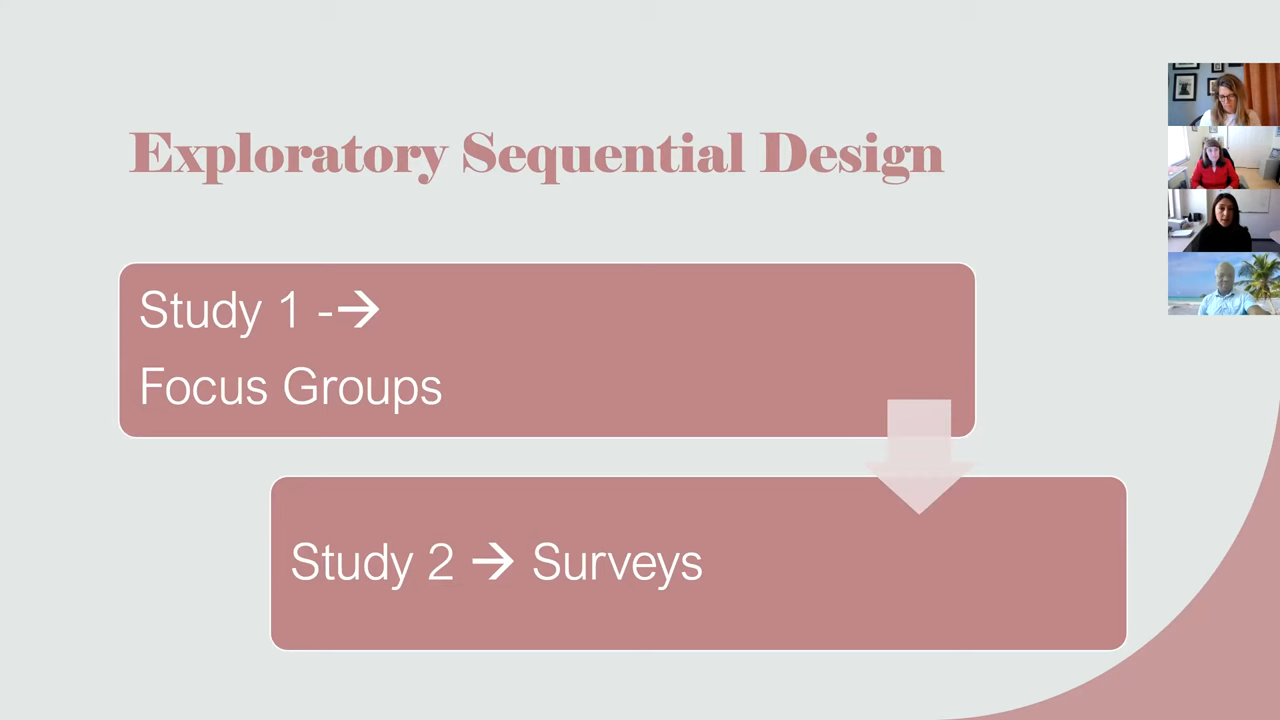 Exploratory Sequential Design
Study 1 -→
Focus Groups
Study 2 → Surveys